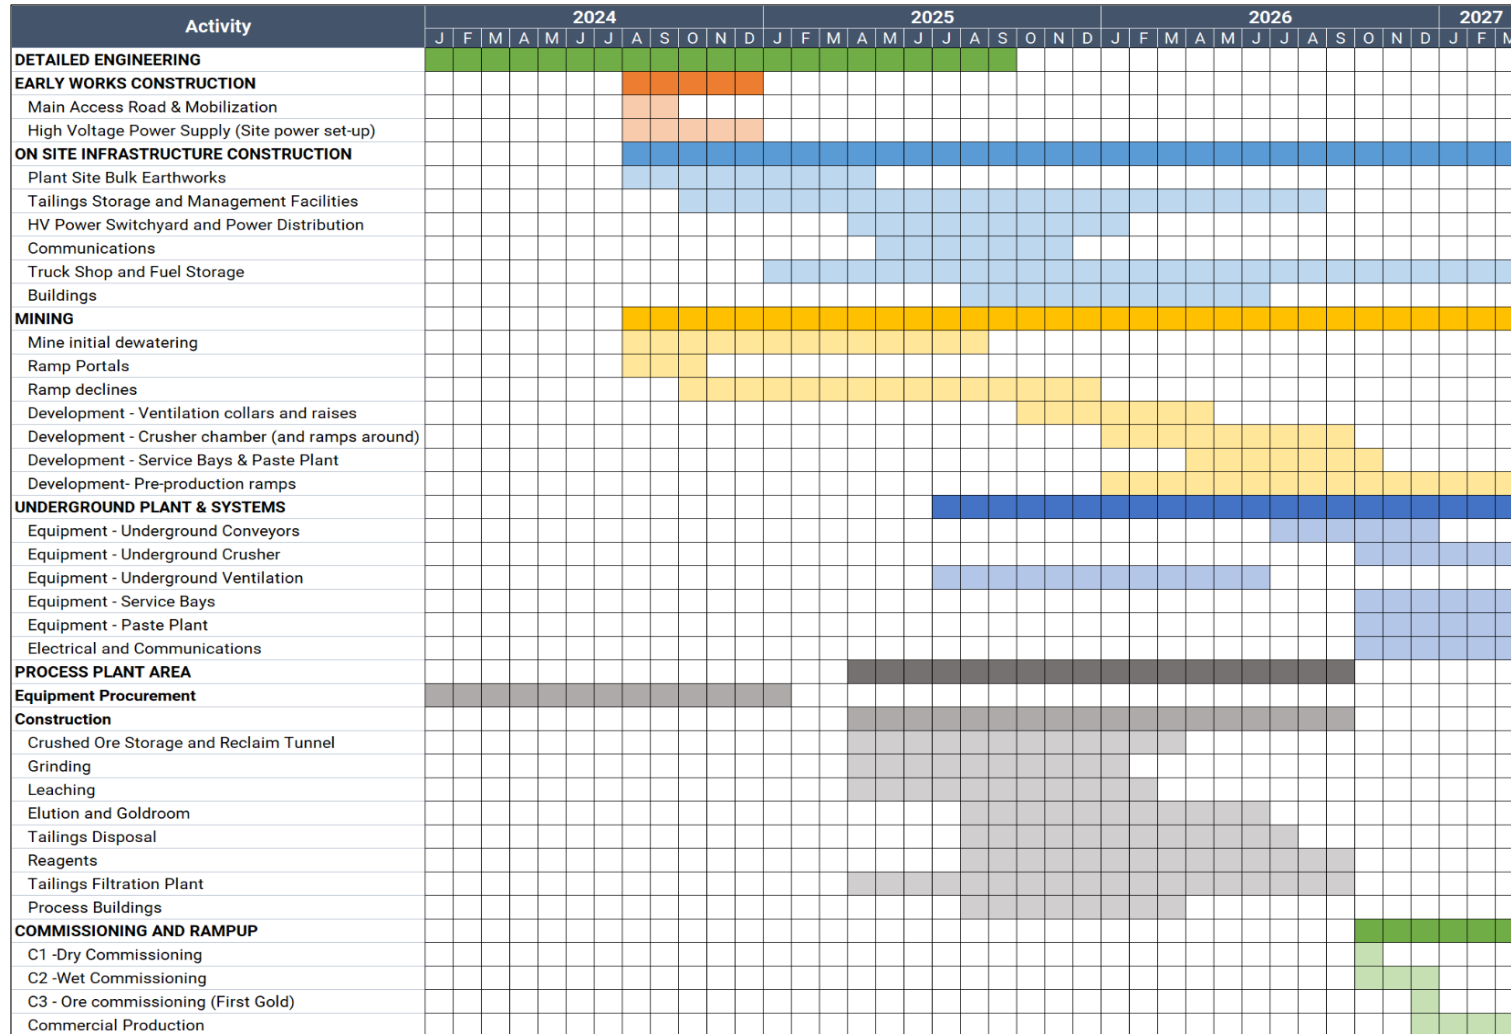 Activity 2024 2025 2026 2027
J F M A M J J A S O N D J F M A M J J A S O N D J F M A M J J A S O N D J F M
DETAILED ENGINEERING
EARLY WORKS CONSTRUCTION
Main Access Road & Mobilization
High Voltage Power Supply (Site power set-up)
ON SITE INFRASTRUCTURE CONSTRUCTION
Plant Site Bulk Earthworks
Tailings Storage and Management Facilities
HV Power Switchyard and Power Distribution
Communications
Truck Shop and Fuel Storage
Buildings
MINING
Mine initial dewatering
Ramp Portals
Ramp declines
Development - Ventilation collars and raises
Development - Crusher chamber (and ramps around)
Development - Service Bays & Paste Plant
Development- Pre-production ramps
UNDERGROUND PLANT & SYSTEMS
Equipment - Underground Conveyors
Equipment - Underground Crusher
Equipment - Underground Ventilation
Equipment - Service Bays
Equipment - Paste Plant
Electrical and Communications
PROCESS PLANT AREA
Equipment Procurement
Construction
Crushed Ore Storage and Reclaim Tunnel
Grinding
Leaching
Elution and Goldroom
Tailings Disposal
Reagents
Tailings Filtration Plant
Process Buildings
COMMISSIONING AND RAMPUP
C1 -Dry Commissioning
C2 -Wet Commissioning
C3 - Ore commissioning (First Gold)
Commercial Production